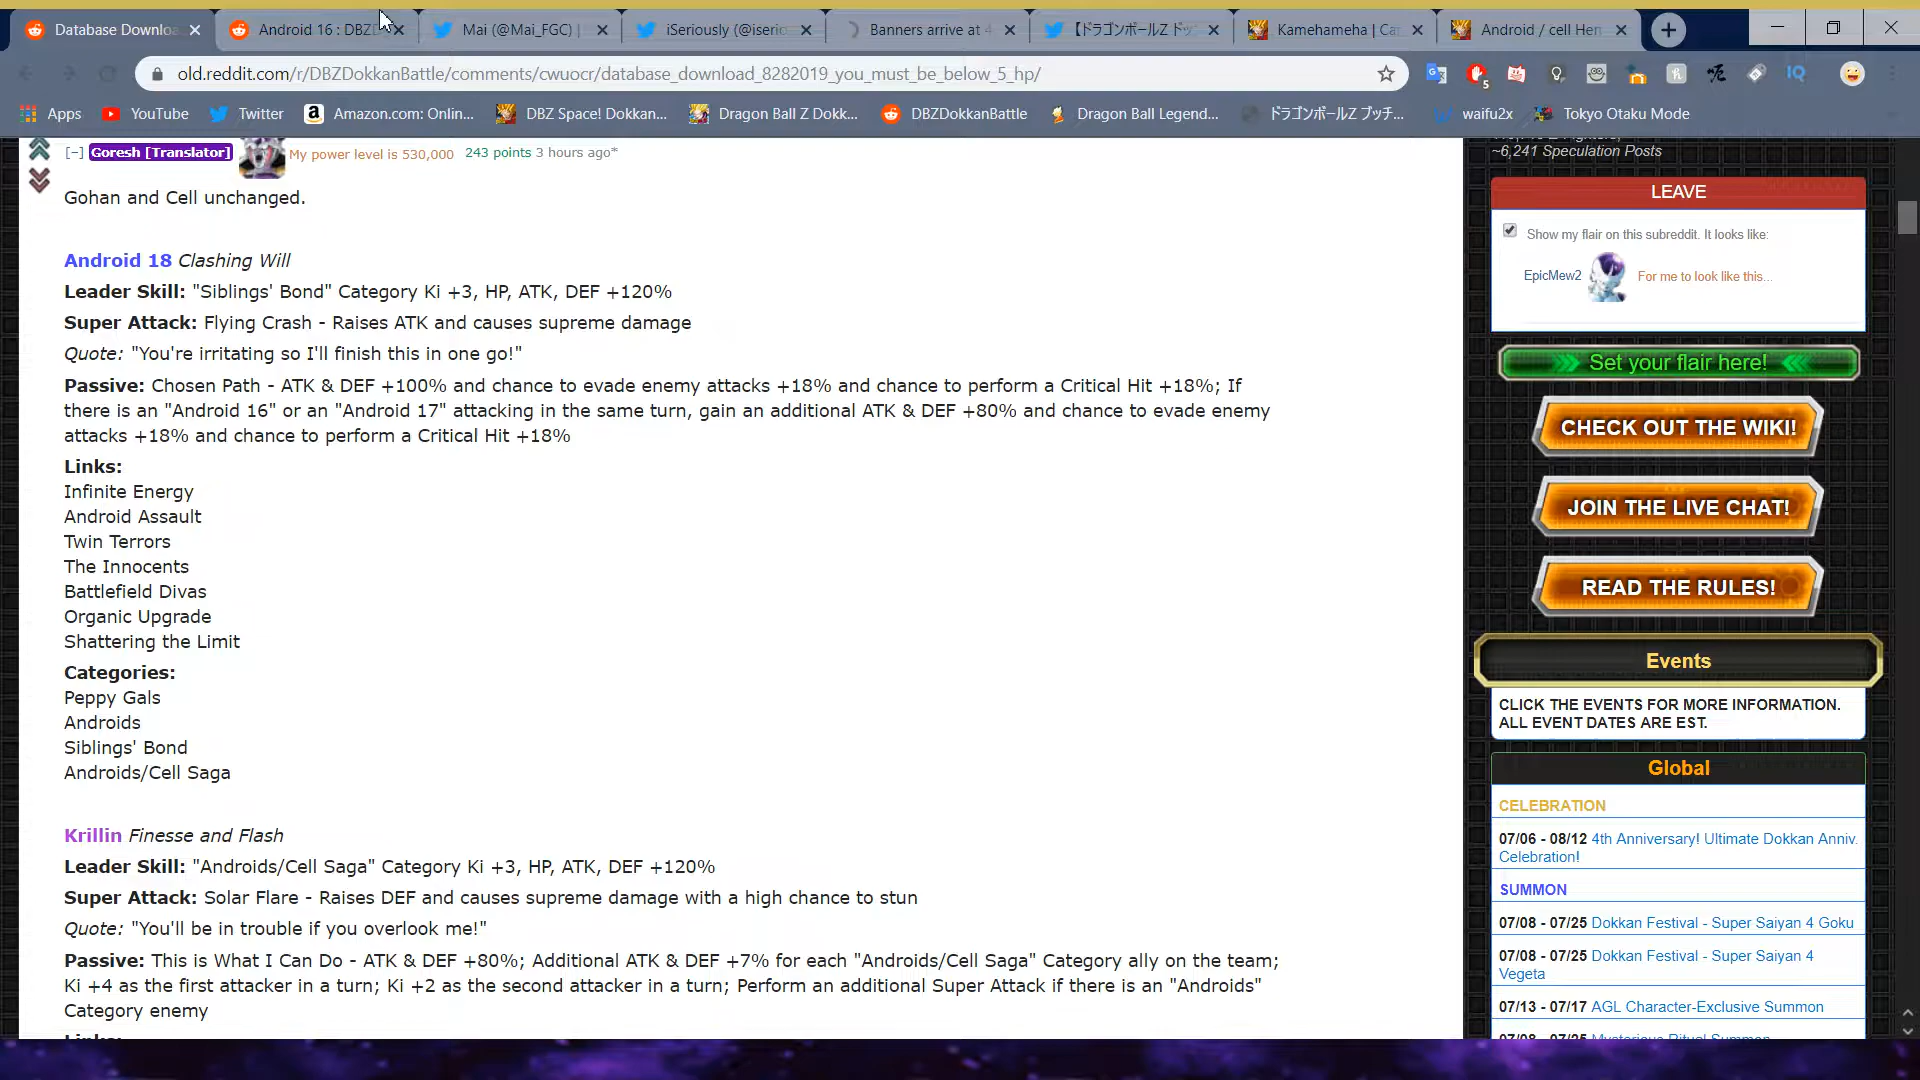 Database Downloa
Android 16 : DBZD
Mai (@Mai_FGC) |
iSeriously (@iserio
Banners arrive at 4
【ドラゴンボールZ ドッ
Kamehameha | Ca
Android / cell Hen
old.reddit.com/r/DBZDokkanBattle/comments/cwuocr/database_download_8282019_you_must_be_below_5_hp/
5
Apps
YouTube
Twitter
Amazon.com: Onlin...
DBZ Space! Dokkan...
Dragon Ball Z Dokk...
DBZDokkanBattle
Dragon Ball Legend...
ドラゴンボールZ ブッチ...
waifu2x
Tokyo Otaku Mode
[−] Goresh [Translator] My power level is 530,000 243 points 3 hours ago*
Gohan and Cell unchanged.
Android 18 Clashing Will
Leader Skill: "Siblings' Bond" Category Ki +3, HP, ATK, DEF +120%
Super Attack: Flying Crash - Raises ATK and causes supreme damage
Quote: "You're irritating so I'll finish this in one go!"
Passive: Chosen Path - ATK & DEF +100% and chance to evade enemy attacks +18% and chance to perform a Critical Hit +18%; If
there is an "Android 16" or an "Android 17" attacking in the same turn, gain an additional ATK & DEF +80% and chance to evade enemy
attacks +18% and chance to perform a Critical Hit +18%
Links:
Infinite Energy
Android Assault
Twin Terrors
The Innocents
Battlefield Divas
Organic Upgrade
Shattering the Limit
Categories:
Peppy Gals
Androids
Siblings' Bond
Androids/Cell Saga
Krillin Finesse and Flash
Leader Skill: "Androids/Cell Saga" Category Ki +3, HP, ATK, DEF +120%
Super Attack: Solar Flare - Raises DEF and causes supreme damage with a high chance to stun
Quote: "You'll be in trouble if you overlook me!"
Passive: This is What I Can Do - ATK & DEF +80%; Additional ATK & DEF +7% for each "Androids/Cell Saga" Category ally on the team;
Ki +4 as the first attacker in a turn; Ki +2 as the second attacker in a turn; Perform an additional Super Attack if there is an "Androids"
Category enemy
Links:
~6,241 Speculation Posts
LEAVE
Show my flair on this subreddit. It looks like:
EpicMew2 For me to look like this...
Set your flair here!
CHECK OUT THE WIKI!
JOIN THE LIVE CHAT!
READ THE RULES!
Events
CLICK THE EVENTS FOR MORE INFORMATION.
ALL EVENT DATES ARE EST.
Global
CELEBRATION
07/06 - 08/12 4th Anniversary! Ultimate Dokkan Anniv.
Celebration!
SUMMON
07/08 - 07/25 Dokkan Festival - Super Saiyan 4 Goku
07/08 - 07/25 Dokkan Festival - Super Saiyan 4
Vegeta
07/13 - 07/17 AGL Character-Exclusive Summon
07/08 - 07/25 Mysterious Ritual Summon